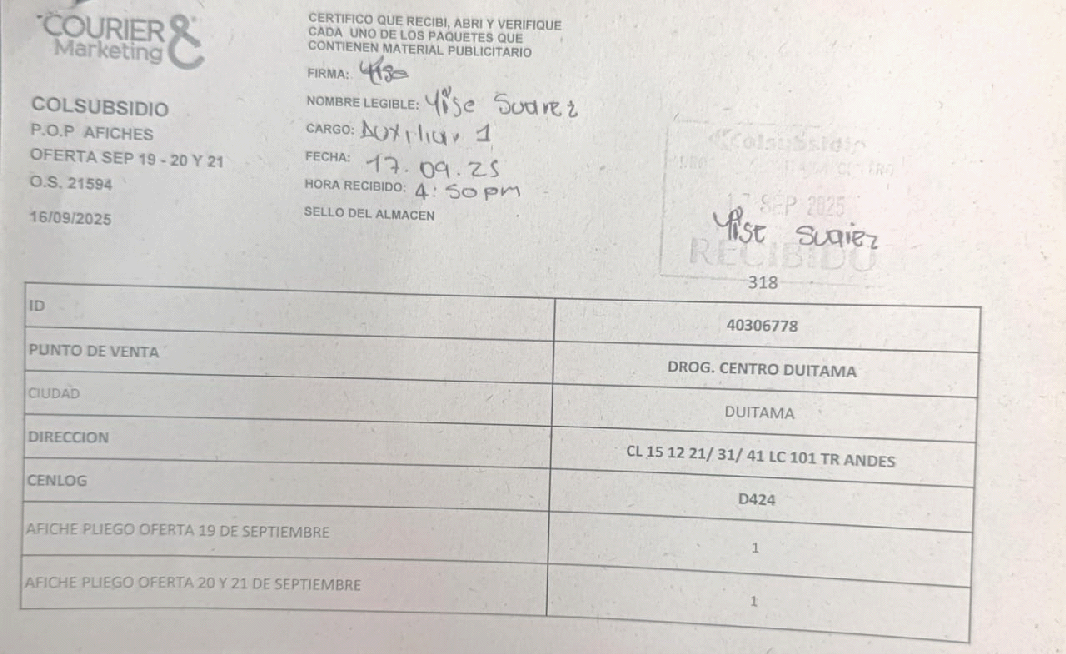 COURIER &
Marketing
COLSUBSIDIO
P.O.P AFICHES
OFERTA SEP 19 - 20 Y 21
O.S. 21594
16/09/2025
CERTIFICO QUE RECIBI, ABRI Y VERIFIQUE
CADA UNO DE LOS PAQUETES QUE
CONTIENEN MATERIAL PUBLICITARIO
FIRMA: Yise
NOMBRE LEGIBLE: Yise Suarez
CARGO: Auxiliar 1
FECHA: 17.09.25
HORA RECIBIDO: 4:50 pm
SELLO DEL ALMACEN
Colsubsidio
SEP 2025
Yise Suarez
RECIBIDO
318
ID 40306778
PUNTO DE VENTA DROG. CENTRO DUITAMA
CIUDAD DUITAMA
DIRECCION CL 15 12 21/ 31/ 41 LC 101 TR ANDES
CENLOG D424
AFICHE PLIEGO OFERTA 19 DE SEPTIEMBRE 1
AFICHE PLIEGO OFERTA 20 Y 21 DE SEPTIEMBRE 1